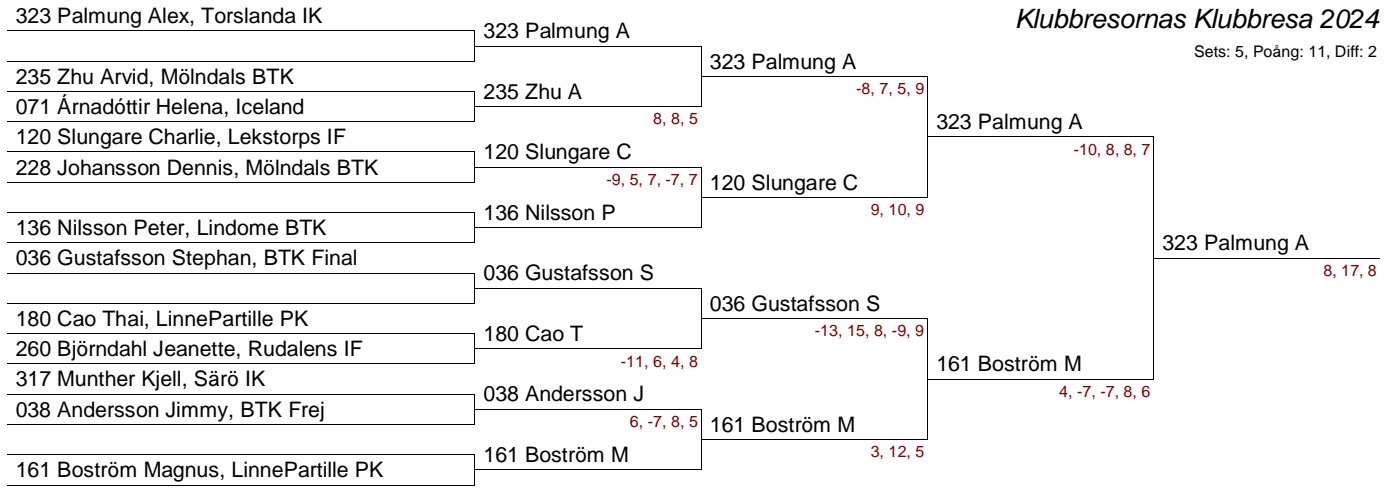 Klubbresornas Klubbresa 2024
Sets: 5, Poång: 11, Diff: 2
323 Palmung Alex, Torslanda IK
235 Zhu Arvid, Mölndals BTK
071 Árnadóttir Helena, Iceland
120 Slungare Charlie, Lekstorps IF
228 Johansson Dennis, Mölndals BTK
136 Nilsson Peter, Lindome BTK
036 Gustafsson Stephan, BTK Final
180 Cao Thai, LinnePartille PK
260 Björndahl Jeanette, Rudalens IF
317 Munther Kjell, Särö IK
038 Andersson Jimmy, BTK Frej
161 Boström Magnus, LinnePartille PK
323 Palmung A
235 Zhu A
8, 8, 5
120 Slungare C
-9, 5, 7, -7, 7
136 Nilsson P
036 Gustafsson S
180 Cao T
-11, 6, 4, 8
038 Andersson J
6, -7, 8, 5
161 Boström M
323 Palmung A
-8, 7, 5, 9
120 Slungare C
9, 10, 9
036 Gustafsson S
-13, 15, 8, -9, 9
161 Boström M
3, 12, 5
323 Palmung A
-10, 8, 8, 7
161 Boström M
4, -7, -7, 8, 6
323 Palmung A
8, 17, 8